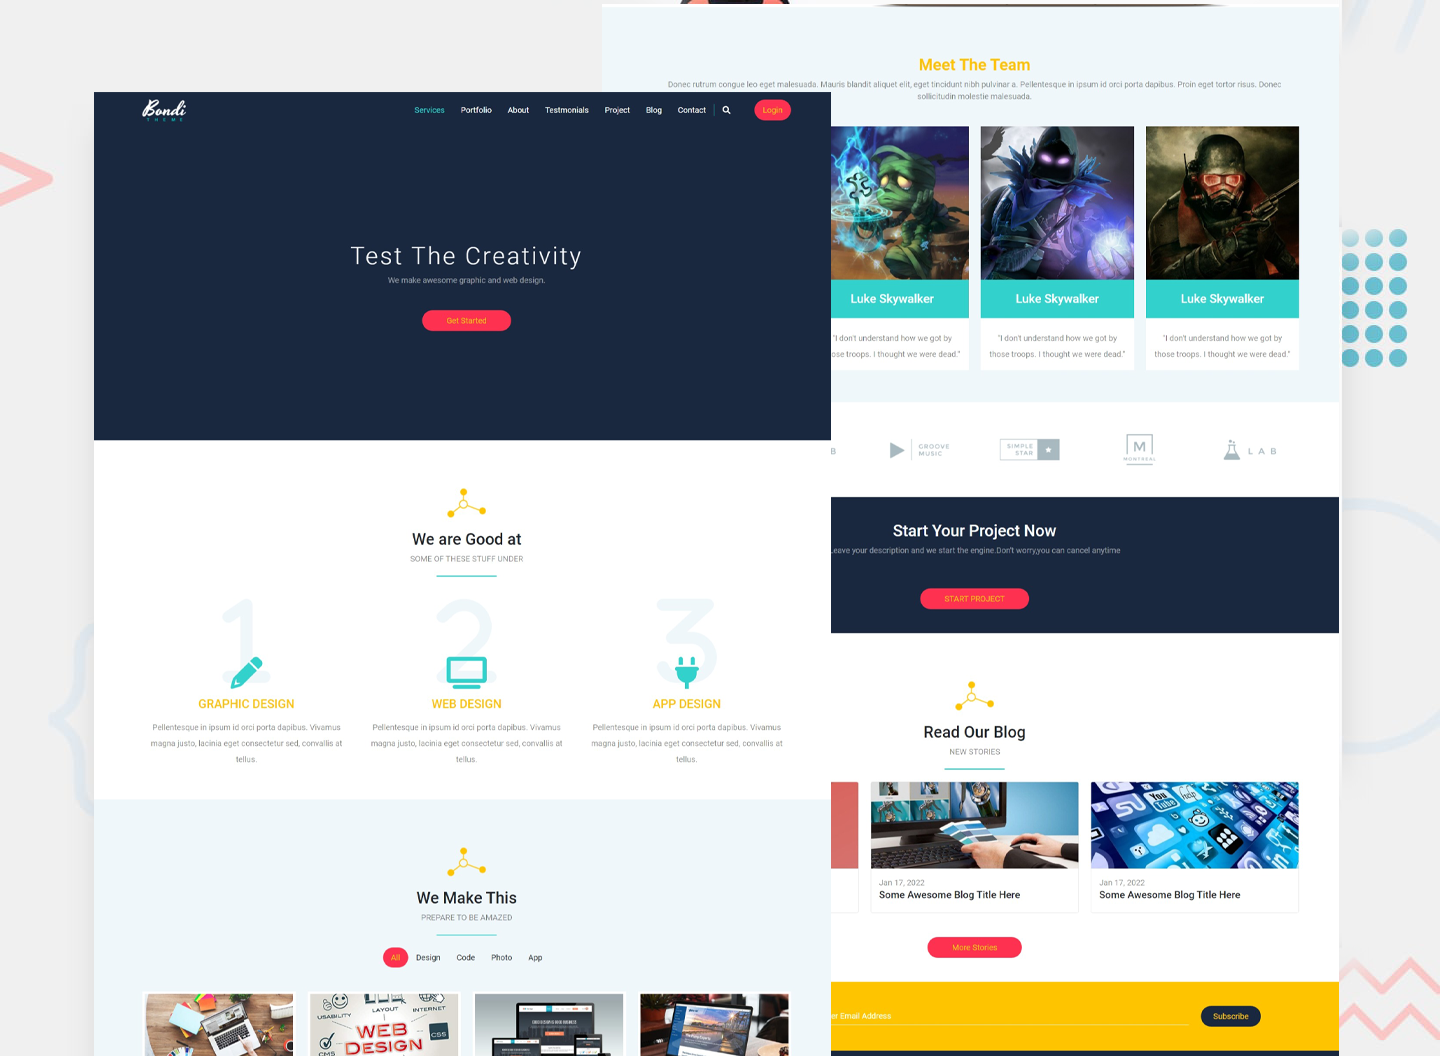 Bondi
THEME
Services Portfolio About Testmonials Project Blog Contact Login
Test The Creativity
We make awesome graphic and web design.
Get Started
We are Good at
SOME OF THESE STUFF UNDER
1 2 3
GRAPHIC DESIGN WEB DESIGN APP DESIGN
Pellentesque in ipsum id orci porta dapibus. Vivamus
magna justo, lacinia eget consectetur sed, convallis at
tellus.
Pellentesque in ipsum id orci porta dapibus. Vivamus
magna justo, lacinia eget consectetur sed, convallis at
tellus.
Pellentesque in ipsum id orci porta dapibus. Vivamus
magna justo, lacinia eget consectetur sed, convallis at
tellus.
We Make This
PREPARE TO BE AMAZED
All Design Code Photo App
LAYOUT
USABILITY
INTERNET
WEB
DESIGN
CSS
CMS
Meet The Team
Donec rutrum congue leo eget malesuada. Mauris blandit aliquet elit, eget tincidunt nibh pulvinar a. Pellentesque in ipsum id orci porta dapibus. Proin eget tortor risus. Donec
sollicitudin molestie malesuada.
Luke Skywalker Luke Skywalker Luke Skywalker
"I don't understand how we got by
ose troops. I thought we were dead."
"I don't understand how we got by
those troops. I thought we were dead."
"I don't understand how we got by
those troops. I thought we were dead."
B
GROOVE
MUSIC
SIMPLE
STAR
M
MONTREAL
LAB
Start Your Project Now
eave your description and we start the engine.Don't worry,you can cancel anytime
START PROJECT
Read Our Blog
NEW STORIES
You
Tube
Jan 17, 2022
Some Awesome Blog Title Here
Jan 17, 2022
Some Awesome Blog Title Here
More Stories
er Email Address
Subscribe